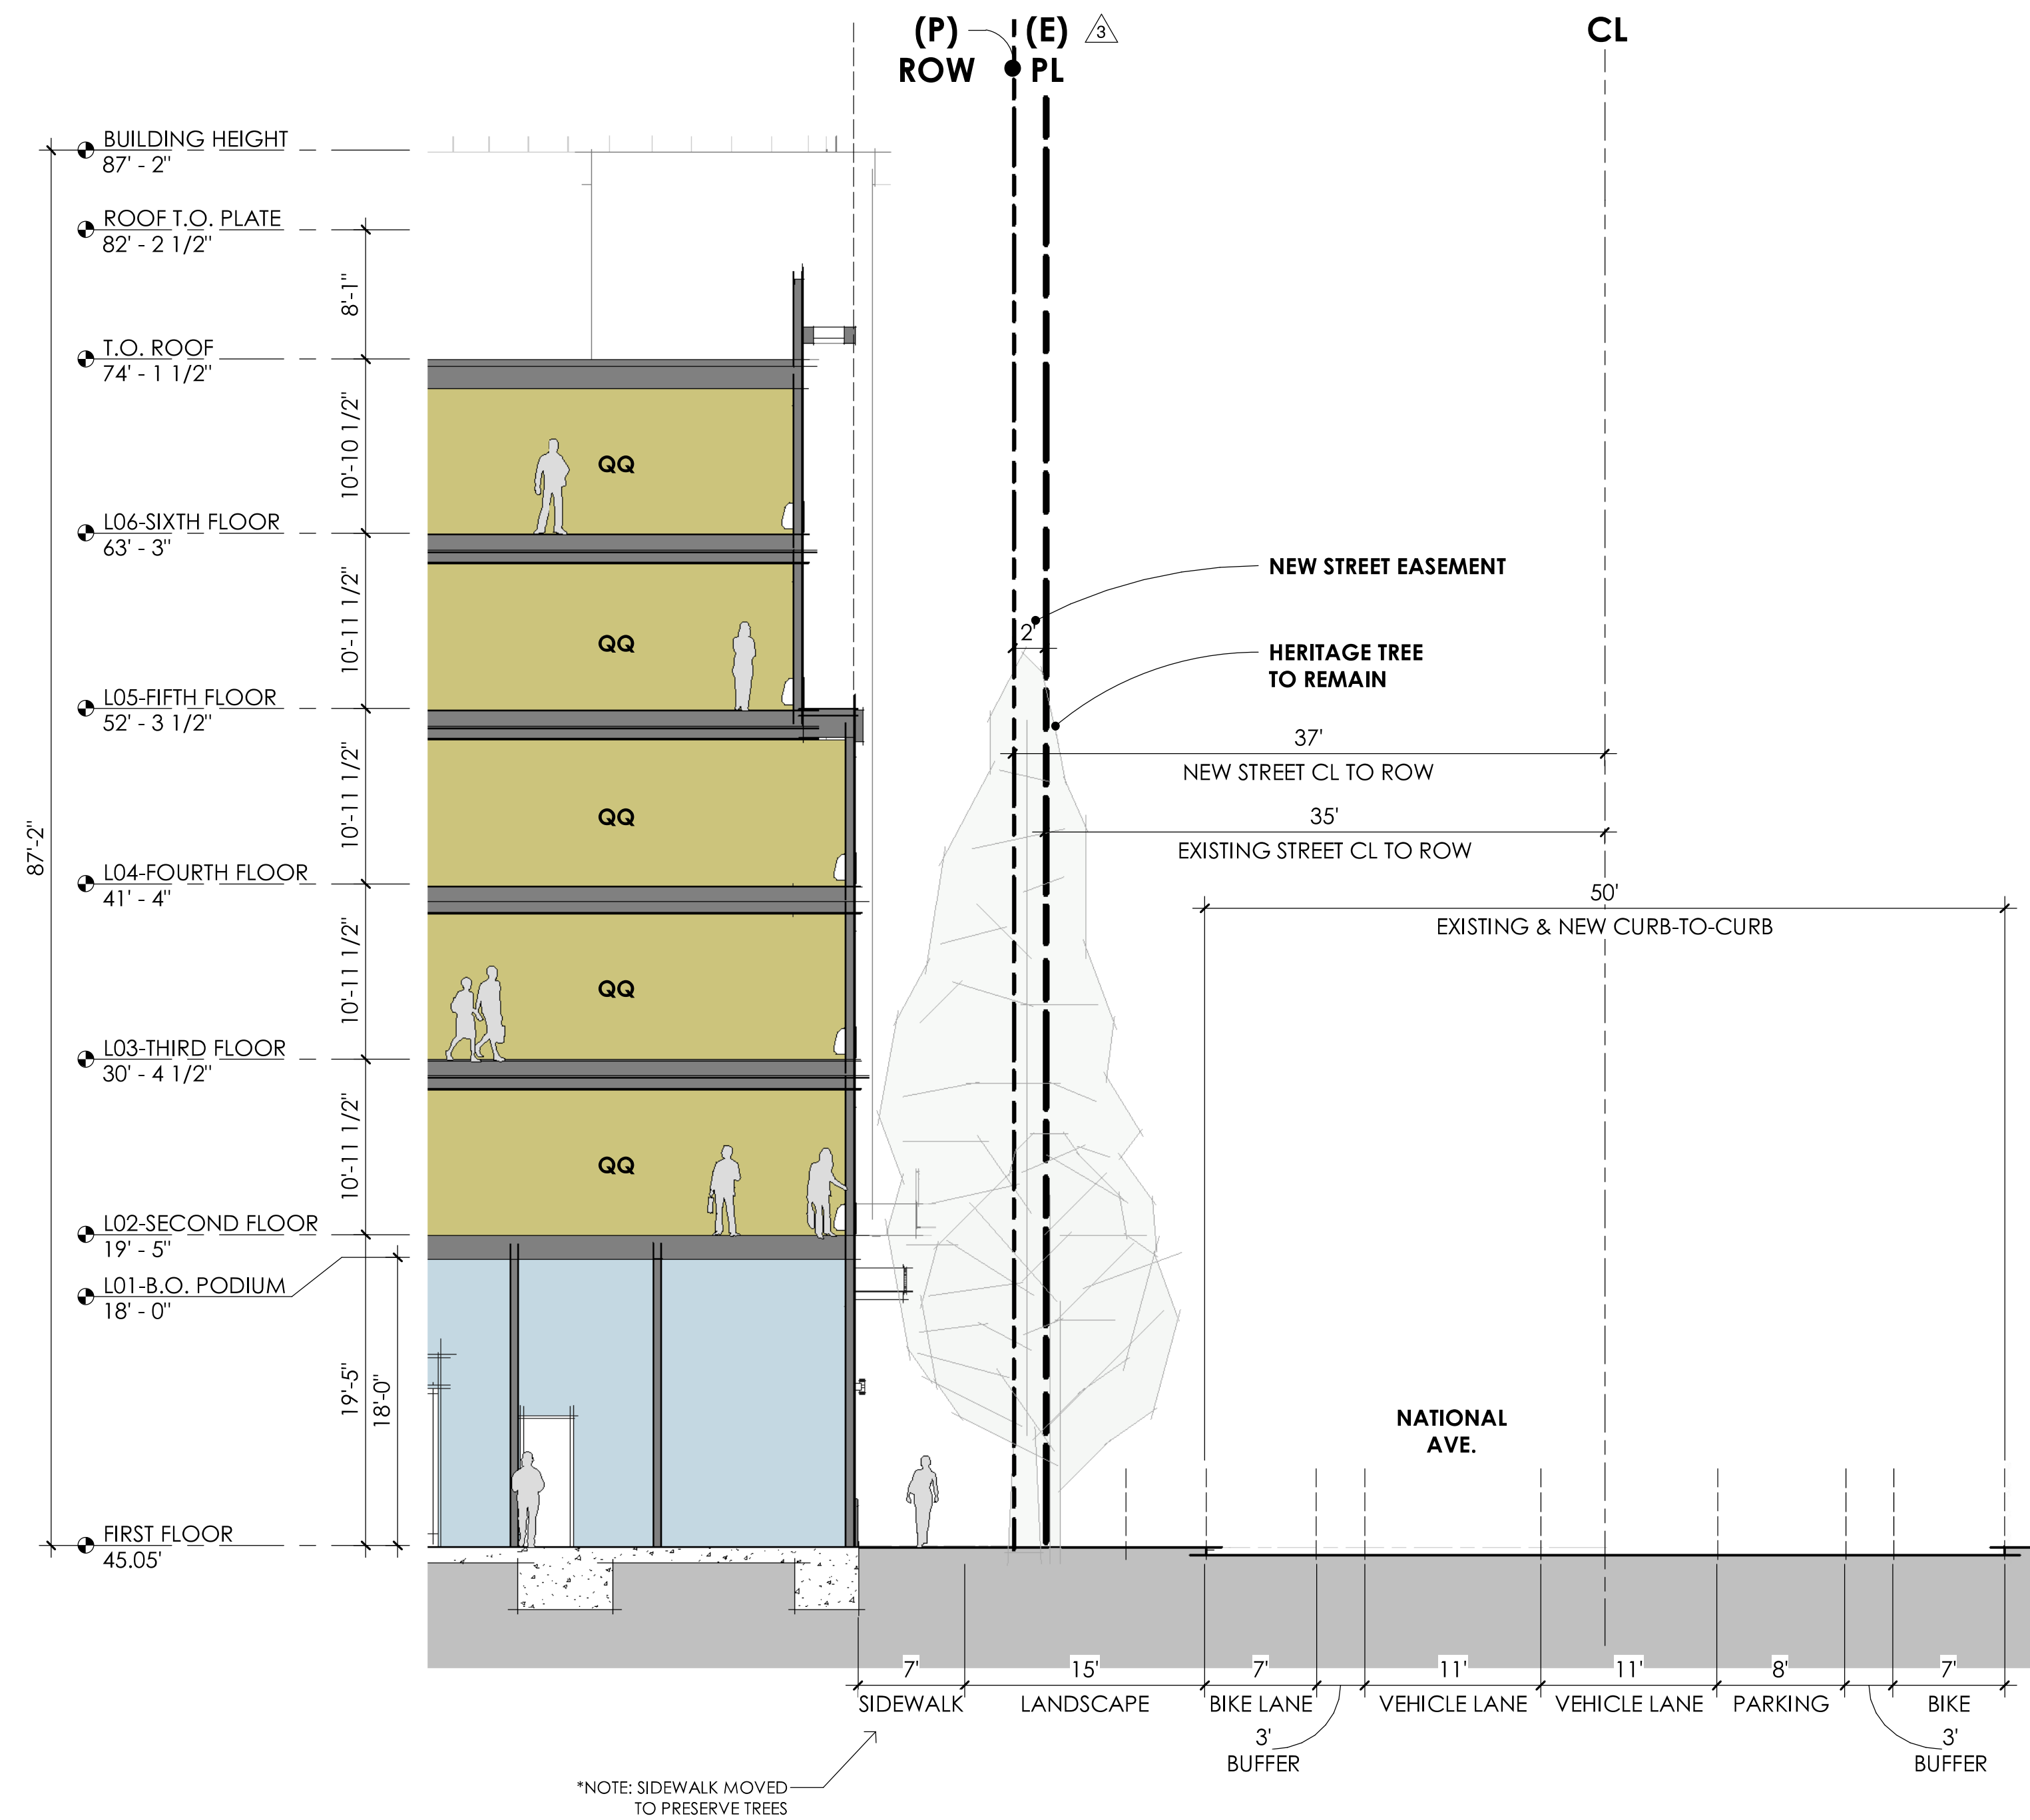 (P) (E) 3 CL
ROW PL
BUILDING HEIGHT
87' - 2"
ROOF T.O. PLATE
82' - 2 1/2"
8'-1"
T.O. ROOF
74' - 1 1/2"
10'-10 1/2"
QQ
L06-SIXTH FLOOR
63' - 3"
10'-11 1/2"
QQ
L05-FIFTH FLOOR
52' - 3 1/2"
10'-11 1/2"
QQ
L04-FOURTH FLOOR
41' - 4"
10'-11 1/2"
QQ
L03-THIRD FLOOR
30' - 4 1/2"
10'-11 1/2"
QQ
L02-SECOND FLOOR
19' - 5"
L01-B.O. PODIUM
18' - 0"
19'-5"
18'-0"
FIRST FLOOR
45.05'
87'-2"
NEW STREET EASEMENT
2'
HERITAGE TREE
TO REMAIN
37'
NEW STREET CL TO ROW
35'
EXISTING STREET CL TO ROW
50'
EXISTING & NEW CURB-TO-CURB
NATIONAL
AVE.
7' 15' 7' 11' 11' 8' 7'
SIDEWALK LANDSCAPE BIKE LANE VEHICLE LANE VEHICLE LANE PARKING BIKE
3' 3'
BUFFER BUFFER
*NOTE: SIDEWALK MOVED
TO PRESERVE TREES